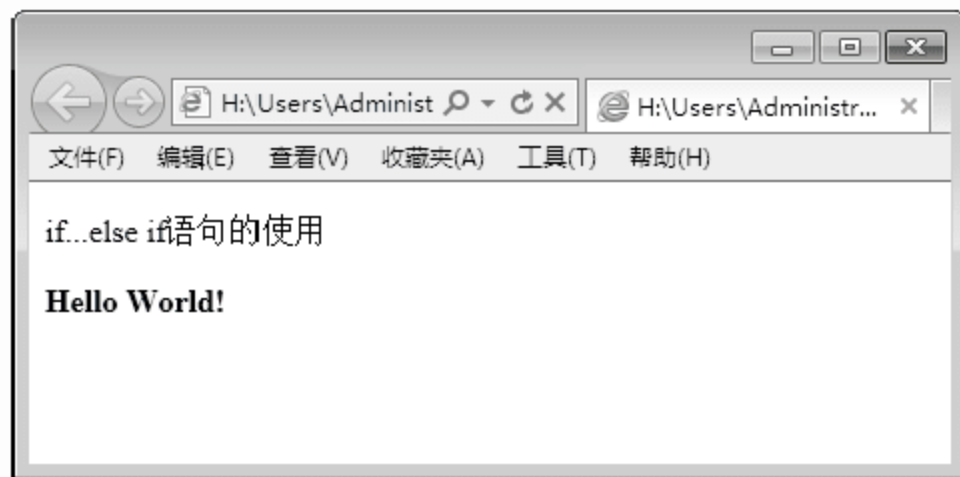 H:\Users\Administ
H:\Users\Administr...
文件(F) 编辑(E) 查看(V) 收藏夹(A) 工具(T) 帮助(H)
if...else if语句的使用
Hello World!